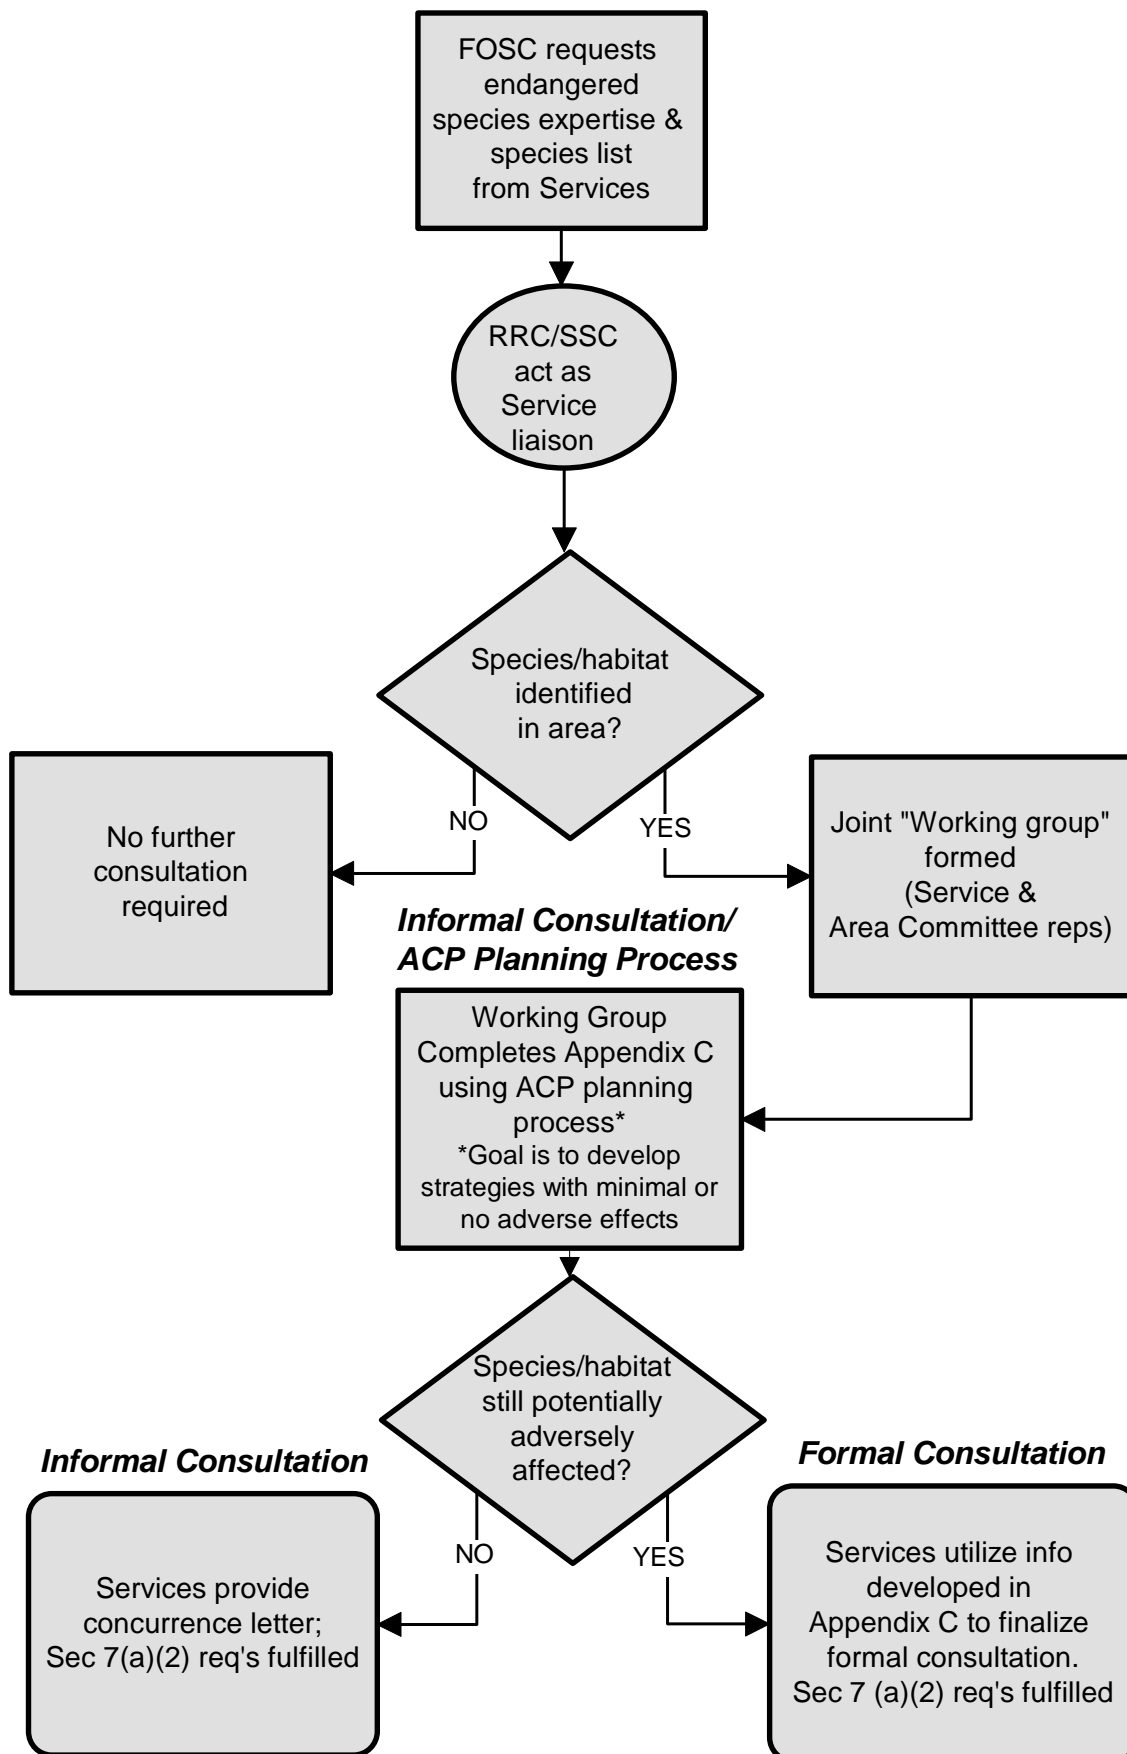 FOSC requests
endangered
species expertise &
species list
from Services
RRC/SSC
act as
Service
liaison
Species/habitat
identified
in area?
NO
YES
No further
consultation
required
Joint "Working group"
formed
(Service &
Area Committee reps)
Informal Consultation/
ACP Planning Process
Working Group
Completes Appendix C
using ACP planning
process*
*Goal is to develop
strategies with minimal or
no adverse effects
Species/habitat
still potentially
adversely
affected?
NO
YES
Informal Consultation
Services provide
concurrence letter;
Sec 7(a)(2) req's fulfilled
Formal Consultation
Services utilize info
developed in
Appendix C to finalize
formal consultation.
Sec 7 (a)(2) req's fulfilled